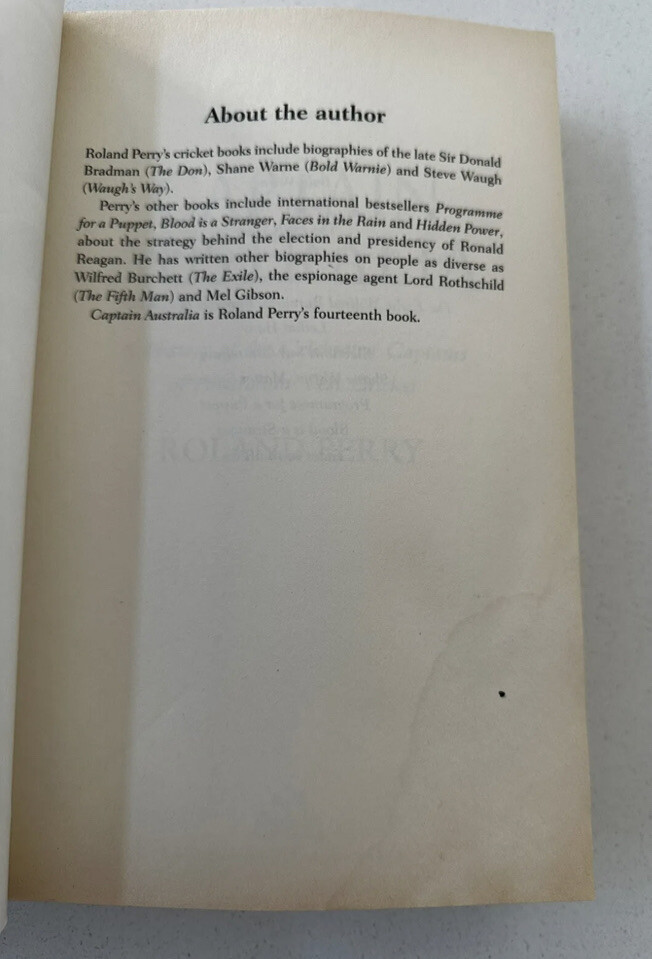 About the author
Roland Perry's cricket books include biographies of the late Sir Donald
Bradman (The Don), Shane Warne (Bold Warnie) and Steve Waugh
(Waugh's Way).
Perry's other books include international bestsellers Programme
for a Puppet, Blood is a Stranger, Faces in the Rain and Hidden Power,
about the strategy behind the election and presidency of Ronald
Reagan. He has written other biographies on people as diverse as
Wilfred Burchett (The Exile), the espionage agent Lord Rothschild
(The Fifth Man) and Mel Gibson.
Captain Australia is Roland Perry's fourteenth book.
ROLAND PERRY